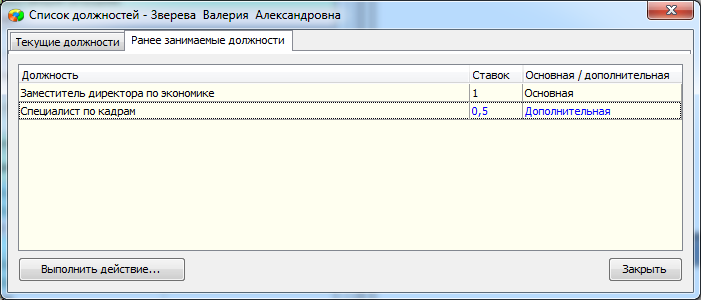 Список должностей - Зверева  Валерия  Александровна
Текущие должности Ранее занимаемые должности
Должность Ставок Основная / дополнительная
Заместитель директора по экономике 1 Основная
Специалист по кадрам 0,5 Дополнительная
Выполнить действие... Закрыть